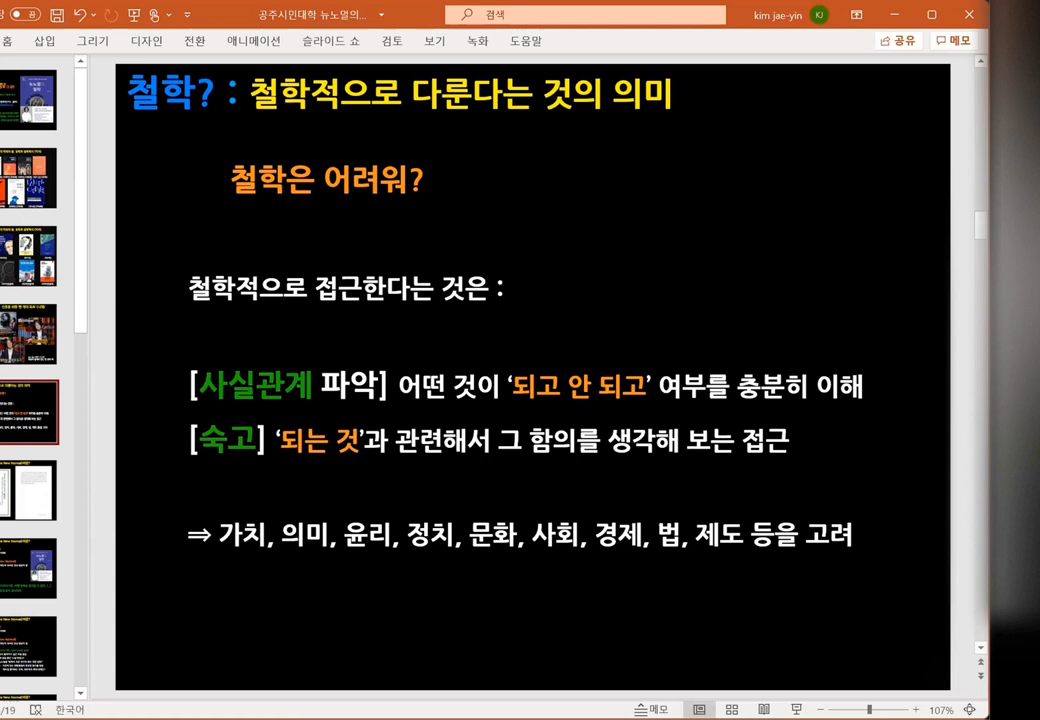 공주시민대학 뉴노멀의...
검색
kim jae-yin
KJ
홈 삽입 그리기 디자인 전환 애니메이션 슬라이드 쇼 검토 보기 녹화 도움말
공유
메모
철학? : 철학적으로 다룬다는 것의 의미
철학은 어려워?
철학적으로 접근한다는 것은 :
[사실관계 파악] 어떤 것이 ‘되고 안 되고’ 여부를 충분히 이해
[숙고] ‘되는 것’과 관련해서 그 함의를 생각해 보는 접근
⇒ 가치, 의미, 윤리, 정치, 문화, 사회, 경제, 법, 제도 등을 고려
/19 한국어
메모
107%